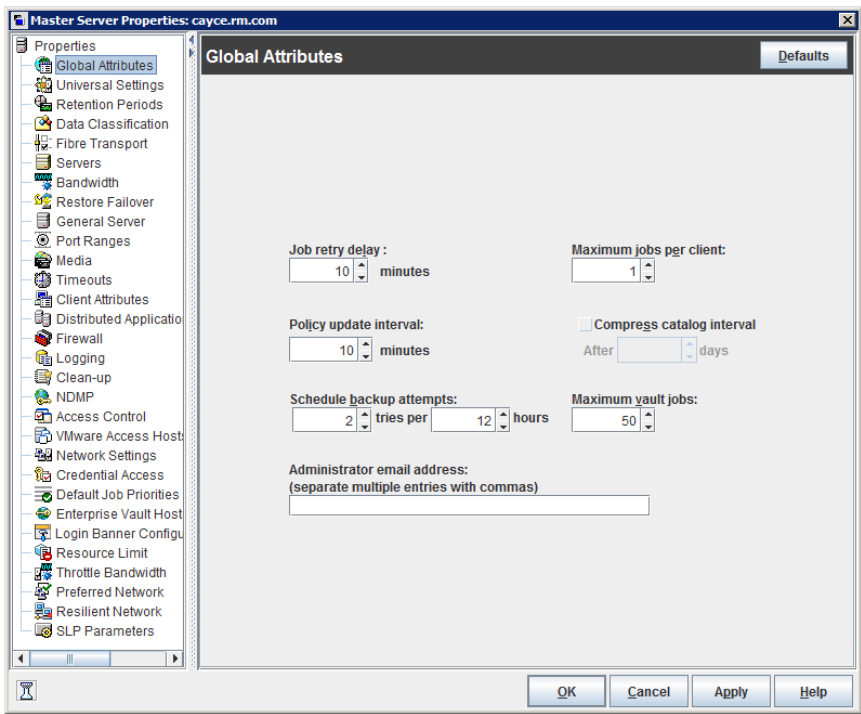 Master Server Properties: cayce.rm.com
Properties
Global Attributes
Universal Settings
Retention Periods
Data Classification
Fibre Transport
Servers
Bandwidth
Restore Failover
General Server
Port Ranges
Media
Timeouts
Client Attributes
Distributed Applicatio
Firewall
Logging
Clean-up
NDMP
Access Control
VMware Access Hosts
Network Settings
Credential Access
Default Job Priorities
Enterprise Vault Host
Login Banner Configu
Resource Limit
Throttle Bandwidth
Preferred Network
Resilient Network
SLP Parameters
Global Attributes
Defaults
Job retry delay :
10 minutes
Maximum jobs per client:
1
Policy update interval:
10 minutes
Compress catalog interval
After days
Schedule backup attempts:
2 tries per 12 hours
Maximum vault jobs:
50
Administrator email address:
(separate multiple entries with commas)
OK Cancel Apply Help